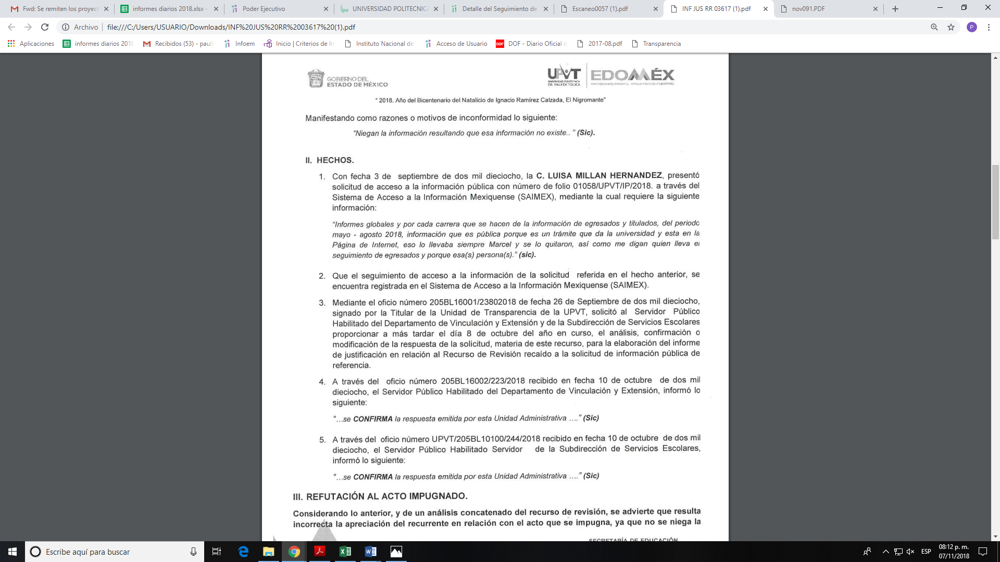 Fwd: Se remiten los proyect
informes diarios 2018.xlsx -
Poder Ejecutivo
UNIVERSIDAD POLITECNICA
Detalle del Seguimiento de
Escaneo0057 (1).pdf
INF JUS RR 03617 (1).pdf
nov091.PDF
Archivo
file:///C:/Users/USUARIO/Downloads/INF%20JUS%20RR%2003617%20(1).pdf
P
Aplicaciones
informes diarios 2018
Recibidos (53) - pauli
Infoem
Inicio | Criterios de In
Instituto Nacional de
Acceso de Usuario
DOF - Diario Oficial d
2017-08.pdf
Transparencia
GOBIERNO DEL
ESTADO DE MÉXICO
UPVT
UNIVERSIDAD POLITÉCNICA
DEL VALLE DE TOLUCA
EDOMÉX
DECISIONES FIRMES, RESULTADOS FUERTES.
“ 2018. Año del Bicentenario del Natalicio de Ignacio Ramírez Calzada, El Nigromante”
Manifestando como razones o motivos de inconformidad lo siguiente:
“Niegan la información resultando que esa información no existe.. ” (Sic).
II. HECHOS.
1. Con fecha 3 de septiembre de dos mil dieciocho, la C. LUISA MILLAN HERNANDEZ, presentó
solicitud de acceso a la información pública con número de folio 01058/UPVT/IP/2018. a través del
Sistema de Acceso a la Información Mexiquense (SAIMEX), mediante la cual requiere la siguiente
información:
“Informes globales y por cada carrera que se hacen de la información de egresados y titulados, del periodo
mayo - agosto 2018, información que es pública porque es un trámite que da la universidad y esta en la
Página de Internet, eso lo llevaba siempre Marcel y se lo quitaron, así como me digan quien lleva el
seguimiento de egresados y porque esa(s) persona(s).” (sic).
2. Que el seguimiento de acceso a la información de la solicitud referida en el hecho anterior, se
encuentra registrada en el Sistema de Acceso a la Información Mexiquense (SAIMEX).
3. Mediante el oficio número 205BL16001/23802018 de fecha 26 de Septiembre de dos mil dieciocho,
signado por la Titular de la Unidad de Transparencia de la UPVT, solicitó al Servidor Público
Habilitado del Departamento de Vinculación y Extensión y de la Subdirección de Servicios Escolares
proporcionar a más tardar el día 8 de octubre del año en curso, el análisis, confirmación o
modificación de la respuesta de la solicitud, materia de este recurso, para la elaboración del informe
de justificación en relación al Recurso de Revisión recaído a la solicitud de información pública de
referencia.
4. A través del oficio número 205BL16002/223/2018 recibido en fecha 10 de octubre de dos mil
dieciocho, el Servidor Público Habilitado del Departamento de Vinculación y Extensión, informó lo
siguiente:
“…se CONFIRMA la respuesta emitida por esta Unidad Administrativa ….” (Sic)
5. A través del oficio número UPVT/205BL10100/244/2018 recibido en fecha 10 de octubre de dos mil
dieciocho, el Servidor Público Habilitado Servidor de la Subdirección de Servicios Escolares,
informó lo siguiente:
“…se CONFIRMA la respuesta emitida por esta Unidad Administrativa ….” (Sic)
III. REFUTACIÓN AL ACTO IMPUGNADO.
Considerando lo anterior, y de un análisis concatenado del recurso de revisión, se advierte que resulta
incorrecta la apreciación del recurrente en relación con el acto que se impugna, ya que no se niega la
SECRETARÍA DE EDUCACIÓN
Escribe aquí para buscar
ESP
08:12 p. m.
07/11/2018